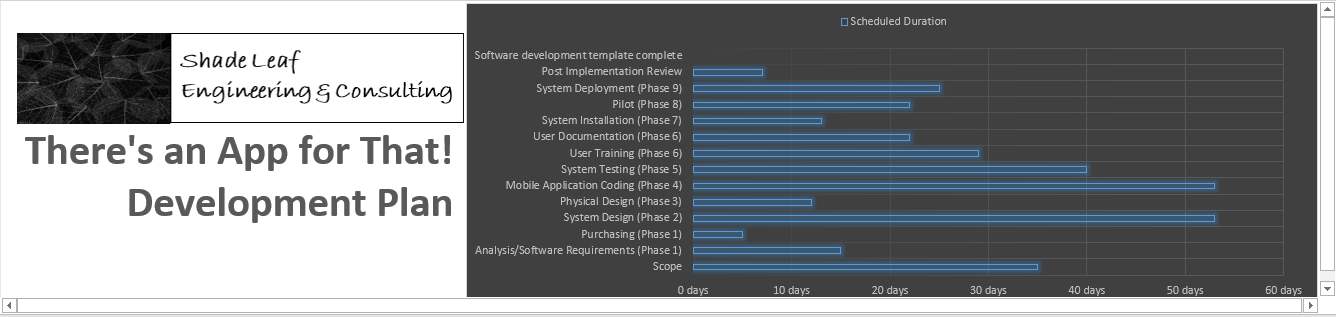 Shade Leaf
Engineering & Consulting
There's an App for That!
Development Plan
Scheduled Duration
Software development template complete
Post Implementation Review
System Deployment (Phase 9)
Pilot (Phase 8)
System Installation (Phase 7)
User Documentation (Phase 6)
User Training (Phase 6)
System Testing (Phase 5)
Mobile Application Coding (Phase 4)
Physical Design (Phase 3)
System Design (Phase 2)
Purchasing (Phase 1)
Analysis/Software Requirements (Phase 1)
Scope
0 days 10 days 20 days 30 days 40 days 50 days 60 days